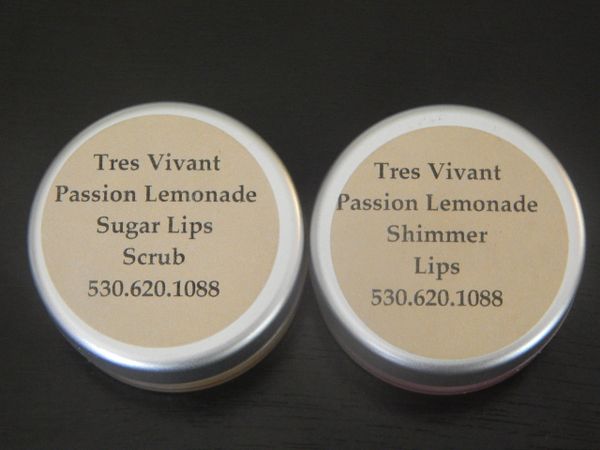 Tres Vivant
Passion Lemonade
Sugar Lips
Scrub
530.620.1088
Tres Vivant
Passion Lemonade
Shimmer
Lips
530.620.1088